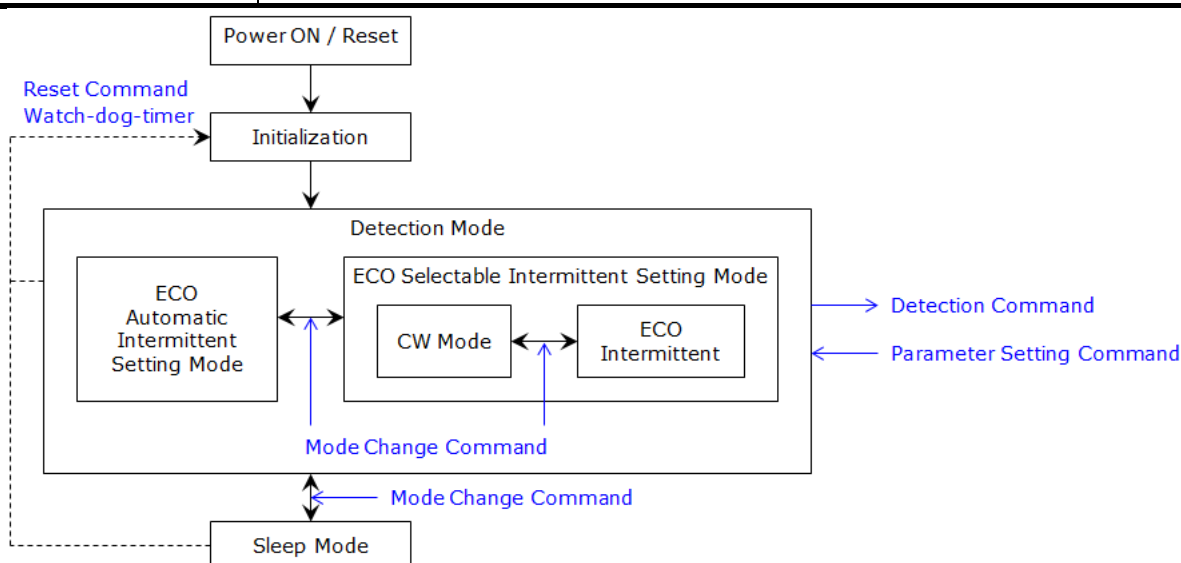 Power ON / Reset
Reset Command
Watch-dog-timer
Initialization
Detection Mode
ECO
Automatic
Intermittent
Setting Mode
ECO Selectable Intermittent Setting Mode
CW Mode
ECO
Intermittent
Detection Command
Parameter Setting Command
Mode Change Command
Mode Change Command
Sleep Mode